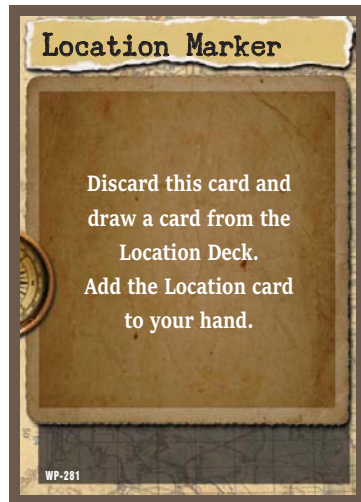 Location Marker
Discard this card and
draw a card from the
Location Deck.
Add the Location card
to your hand.
WP-281